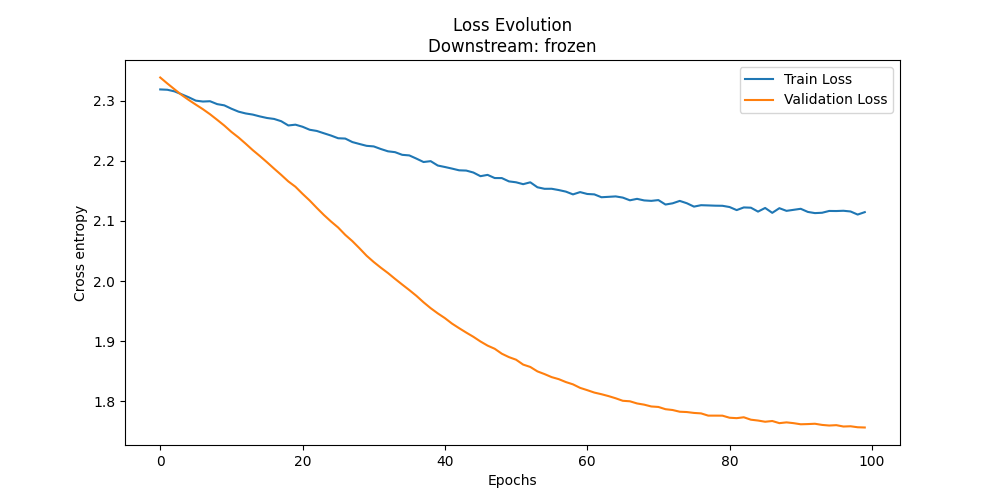 Loss Evolution
Downstream: frozen
Train Loss
Validation Loss
Cross entropy
2.3
2.2
2.1
2.0
1.9
1.8
0 20 40 60 80 100
Epochs